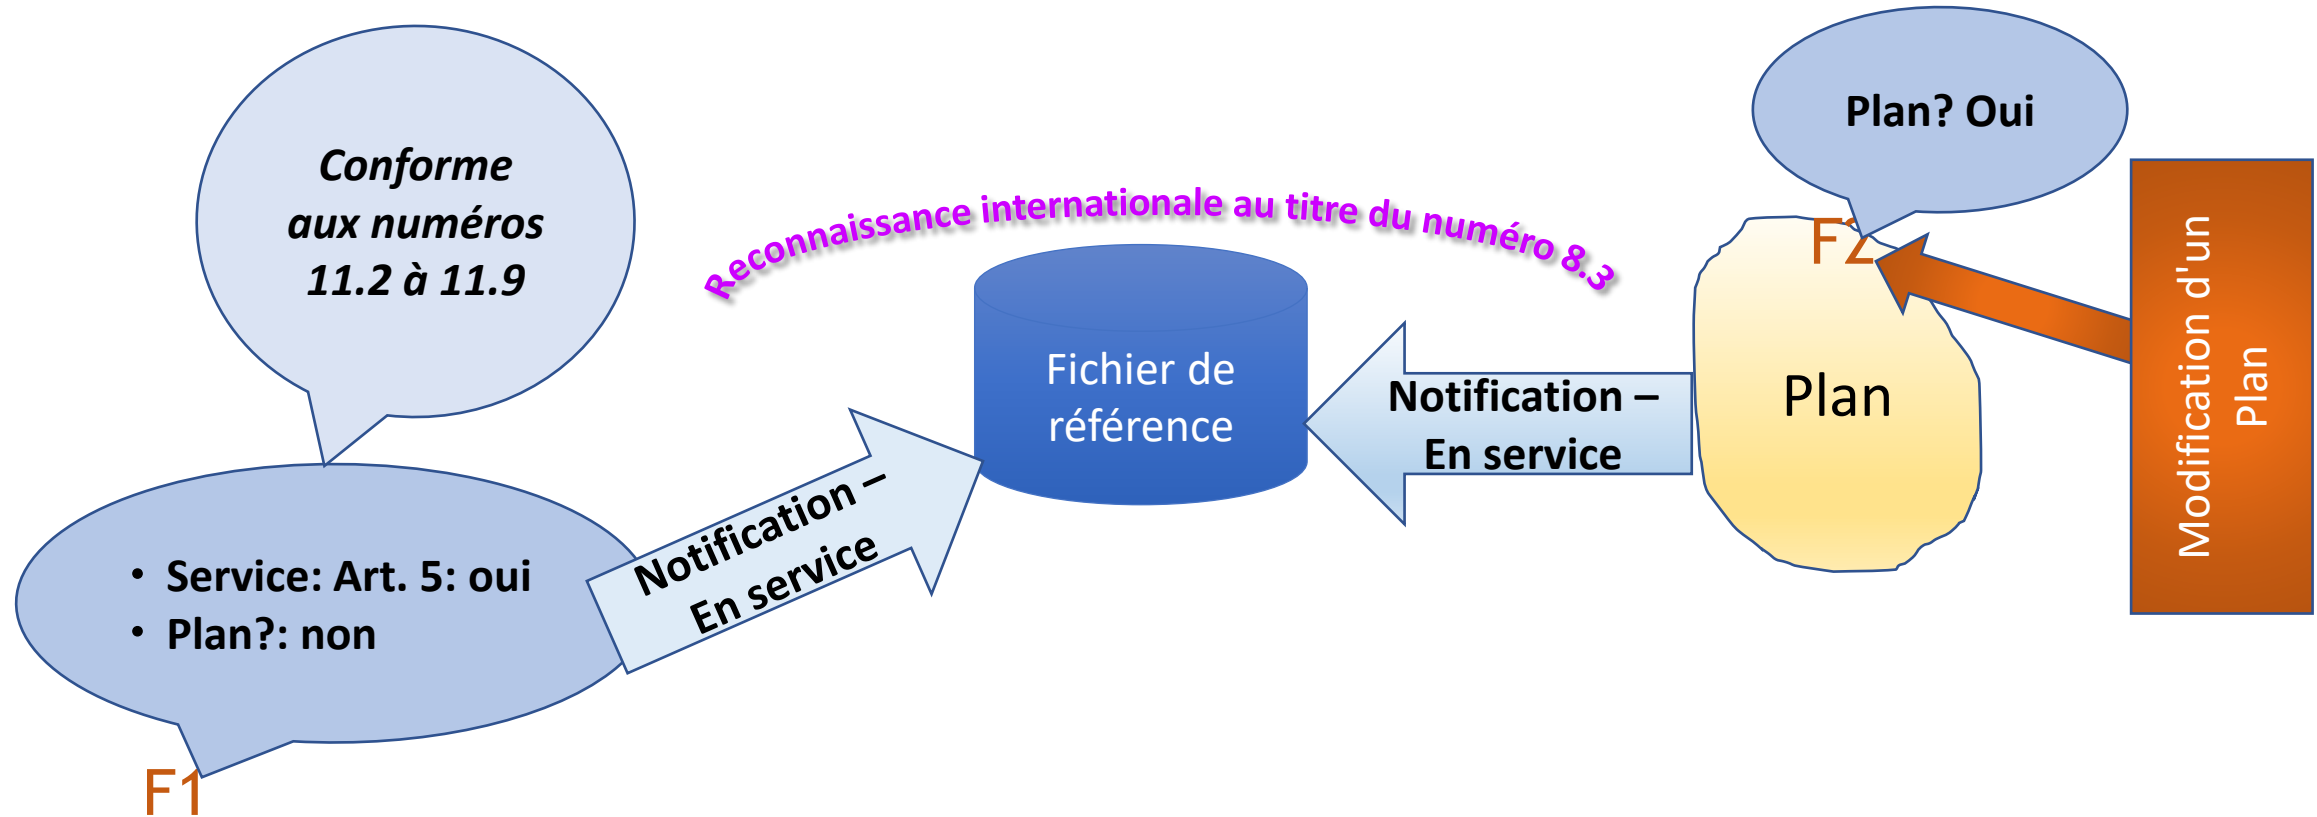 Conforme
aux numéros
11.2 à 11.9
• Service: Art. 5: oui
• Plan?: non
F1
Notification –
En service
Reconnaissance internationale au titre du numéro 8.3
Fichier de
référence
Notification –
En service
Plan? Oui
F2
Plan
Modification d'un
Plan